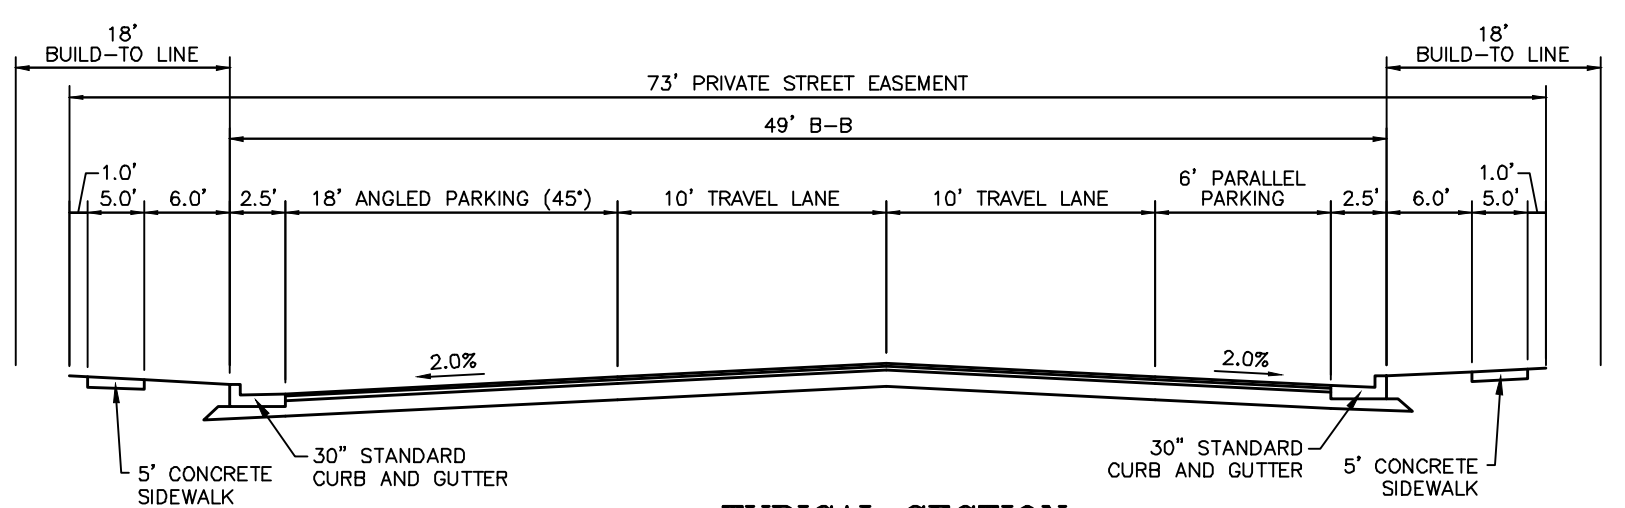 18'
BUILD-TO LINE
18'
BUILD-TO LINE
73' PRIVATE STREET EASEMENT
49' B-B
1.0'
5.0'
6.0'
2.5'
18' ANGLED PARKING (45°)
10' TRAVEL LANE
10' TRAVEL LANE
6' PARALLEL
PARKING
2.5'
6.0'
1.0'
5.0'
2.0%
2.0%
30" STANDARD
CURB AND GUTTER
5' CONCRETE
SIDEWALK
30" STANDARD
CURB AND GUTTER
5' CONCRETE
SIDEWALK
TYPICAL SECTION